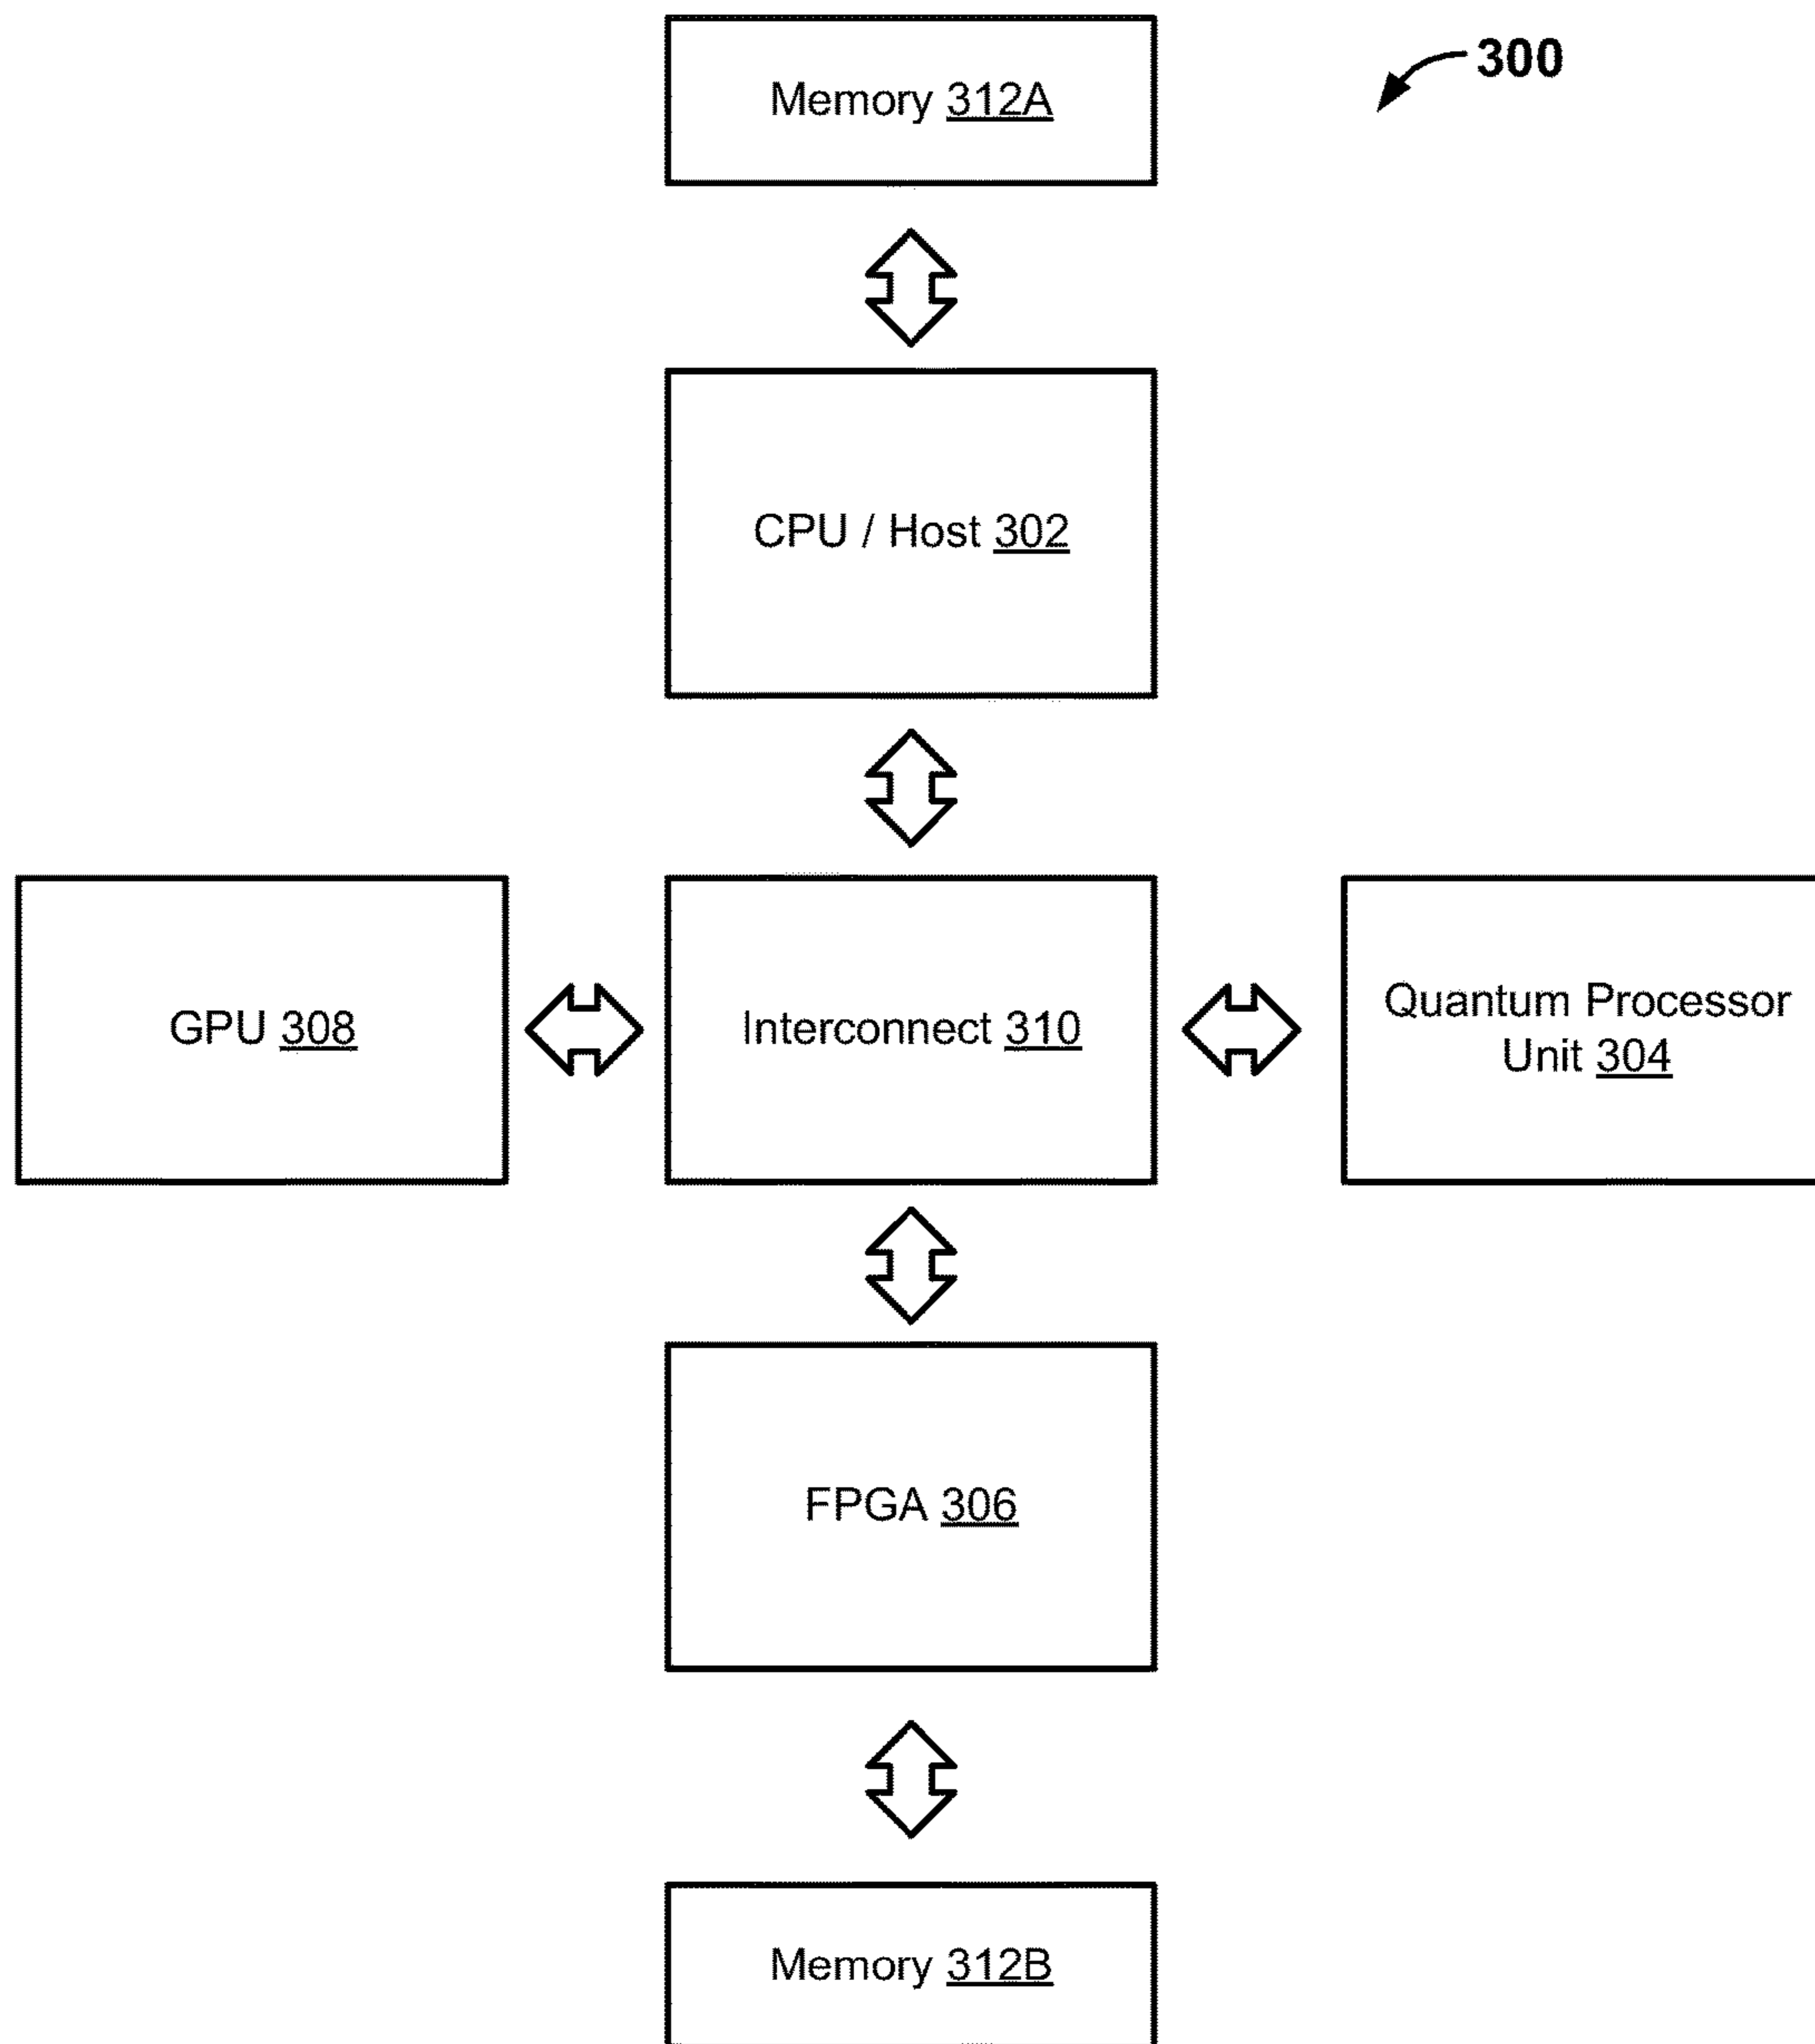 300
Memory 312A
CPU / Host 302
GPU 308
Interconnect 310
Quantum Processor
Unit 304
FPGA 306
Memory 312B